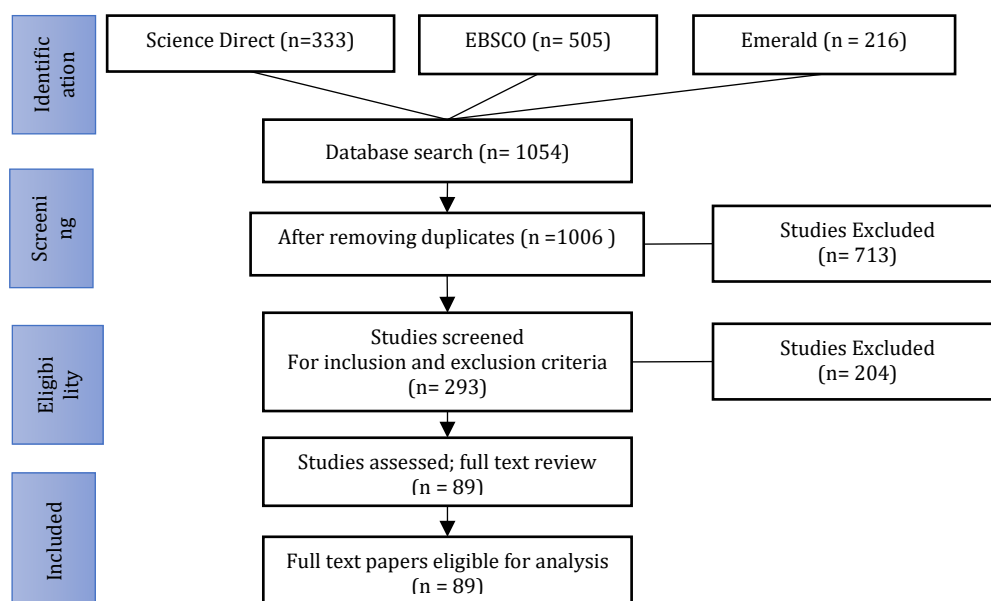 Identific
ation
Science Direct (n=333)
EBSCO (n= 505)
Emerald (n = 216)
Database search (n= 1054)
Screeni
ng
After removing duplicates (n =1006 )
Studies Excluded
(n= 713)
Eligibi
lity
Studies screened
For inclusion and exclusion criteria
(n= 293)
Studies Excluded
(n= 204)
Studies assessed; full text review
(n = 89)
Included
Full text papers eligible for analysis
(n = 89)